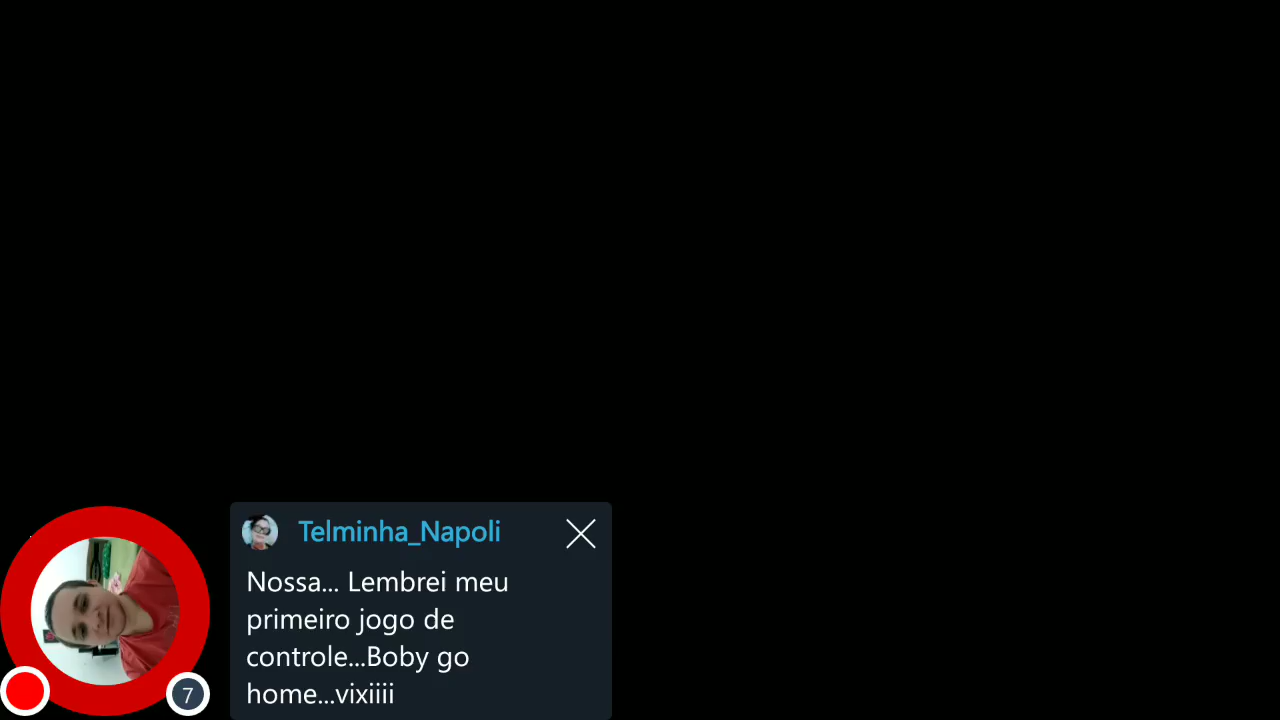 Telminha_Napoli
Nossa... Lembrei meu
primeiro jogo de
controle...Boby go
home...vixiiii
7